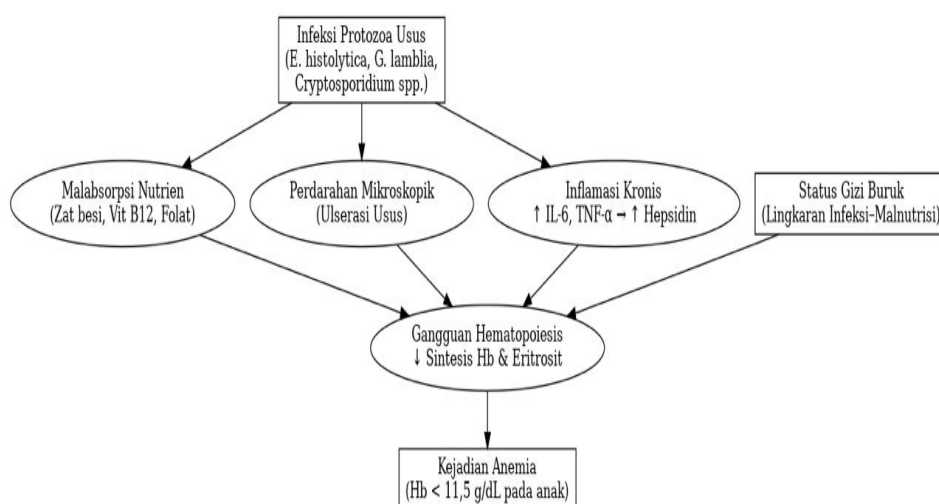 Infeksi Protozoa Usus
(E. histolytica, G. lamblia,
Cryptosporidium spp.)
Malabsorpsi Nutrien
(Zat besi, Vit B12, Folat)
Perdarahan Mikroskopik
(Ulserasi Usus)
Inflamasi Kronis
↑ IL-6, TNF-α → ↑ Hepsidin
Status Gizi Buruk
(Lingkaran Infeksi–Malnutrisi)
Gangguan Hematopoiesis
↓ Sintesis Hb & Eritrosit
Kejadian Anemia
(Hb < 11,5 g/dL pada anak)